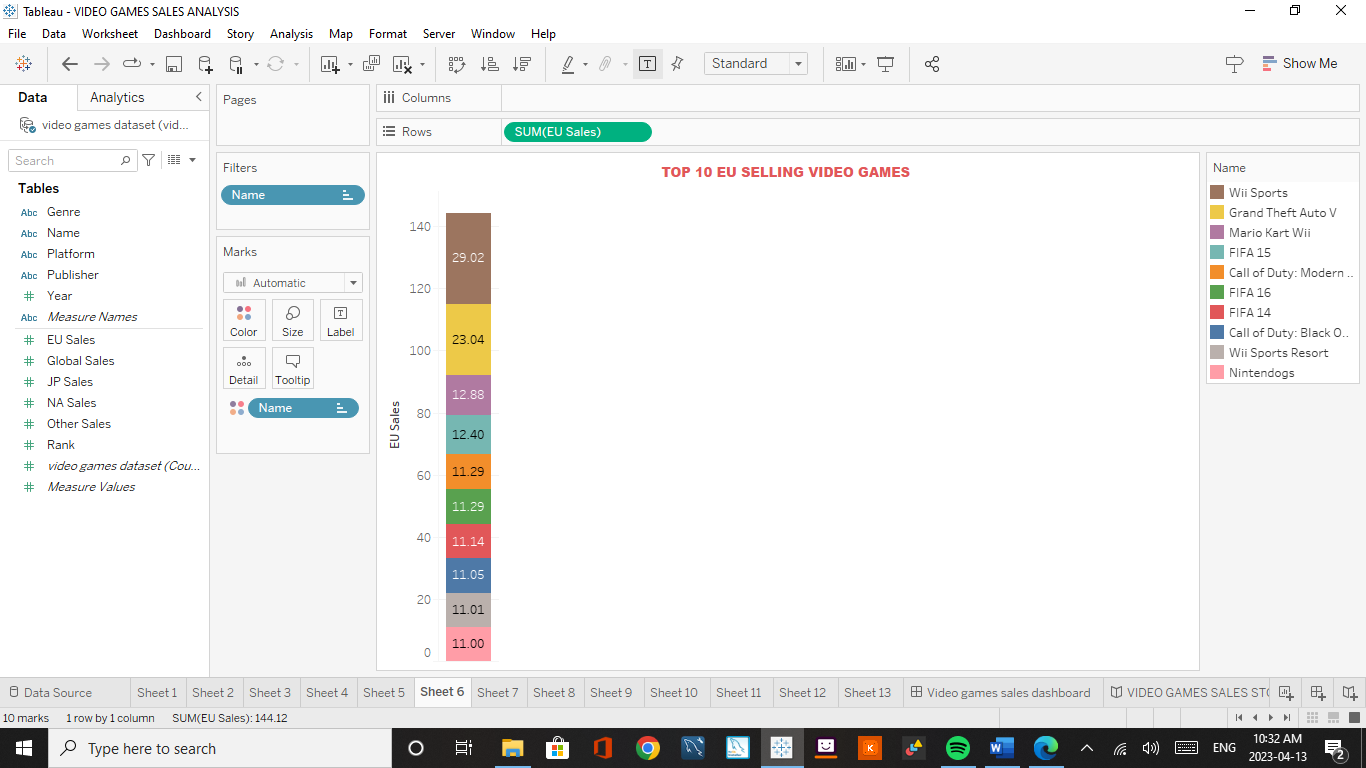 Tableau - VIDEO GAMES SALES ANALYSIS
File Data Worksheet Dashboard Story Analysis Map Format Server Window Help
Standard
Show Me
Data Analytics
video games dataset (vid...
Search
Tables
Abc Genre
Abc Name
Abc Platform
Abc Publisher
# Year
Abc Measure Names
# EU Sales
# Global Sales
# JP Sales
# NA Sales
# Other Sales
# Rank
# video games dataset (Cou...
# Measure Values
Pages
Filters
Name
Marks
Automatic
Color Size Label
Detail Tooltip
Name
Columns
Rows SUM(EU Sales)
TOP 10 EU SELLING VIDEO GAMES
EU Sales
140
120
100
80
60
40
20
0
29.02
23.04
12.88
12.40
11.29
11.29
11.14
11.05
11.01
11.00
Name
Wii Sports
Grand Theft Auto V
Mario Kart Wii
FIFA 15
Call of Duty: Modern ..
FIFA 16
FIFA 14
Call of Duty: Black O..
Wii Sports Resort
Nintendogs
Data Source Sheet 1 Sheet 2 Sheet 3 Sheet 4 Sheet 5 Sheet 6 Sheet 7 Sheet 8 Sheet 9 Sheet 10 Sheet 11 Sheet 12 Sheet 13 Video games sales dashboard VIDEO GAMES SALES STO
10 marks 1 row by 1 column SUM(EU Sales): 144.12
Type here to search
ENG
10:32 AM
2023-04-13
2